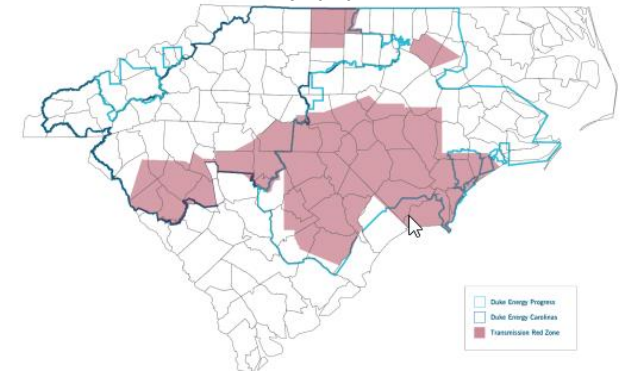 Duke Energy Progress
Duke Energy Carolinas
Transmission Red Zone